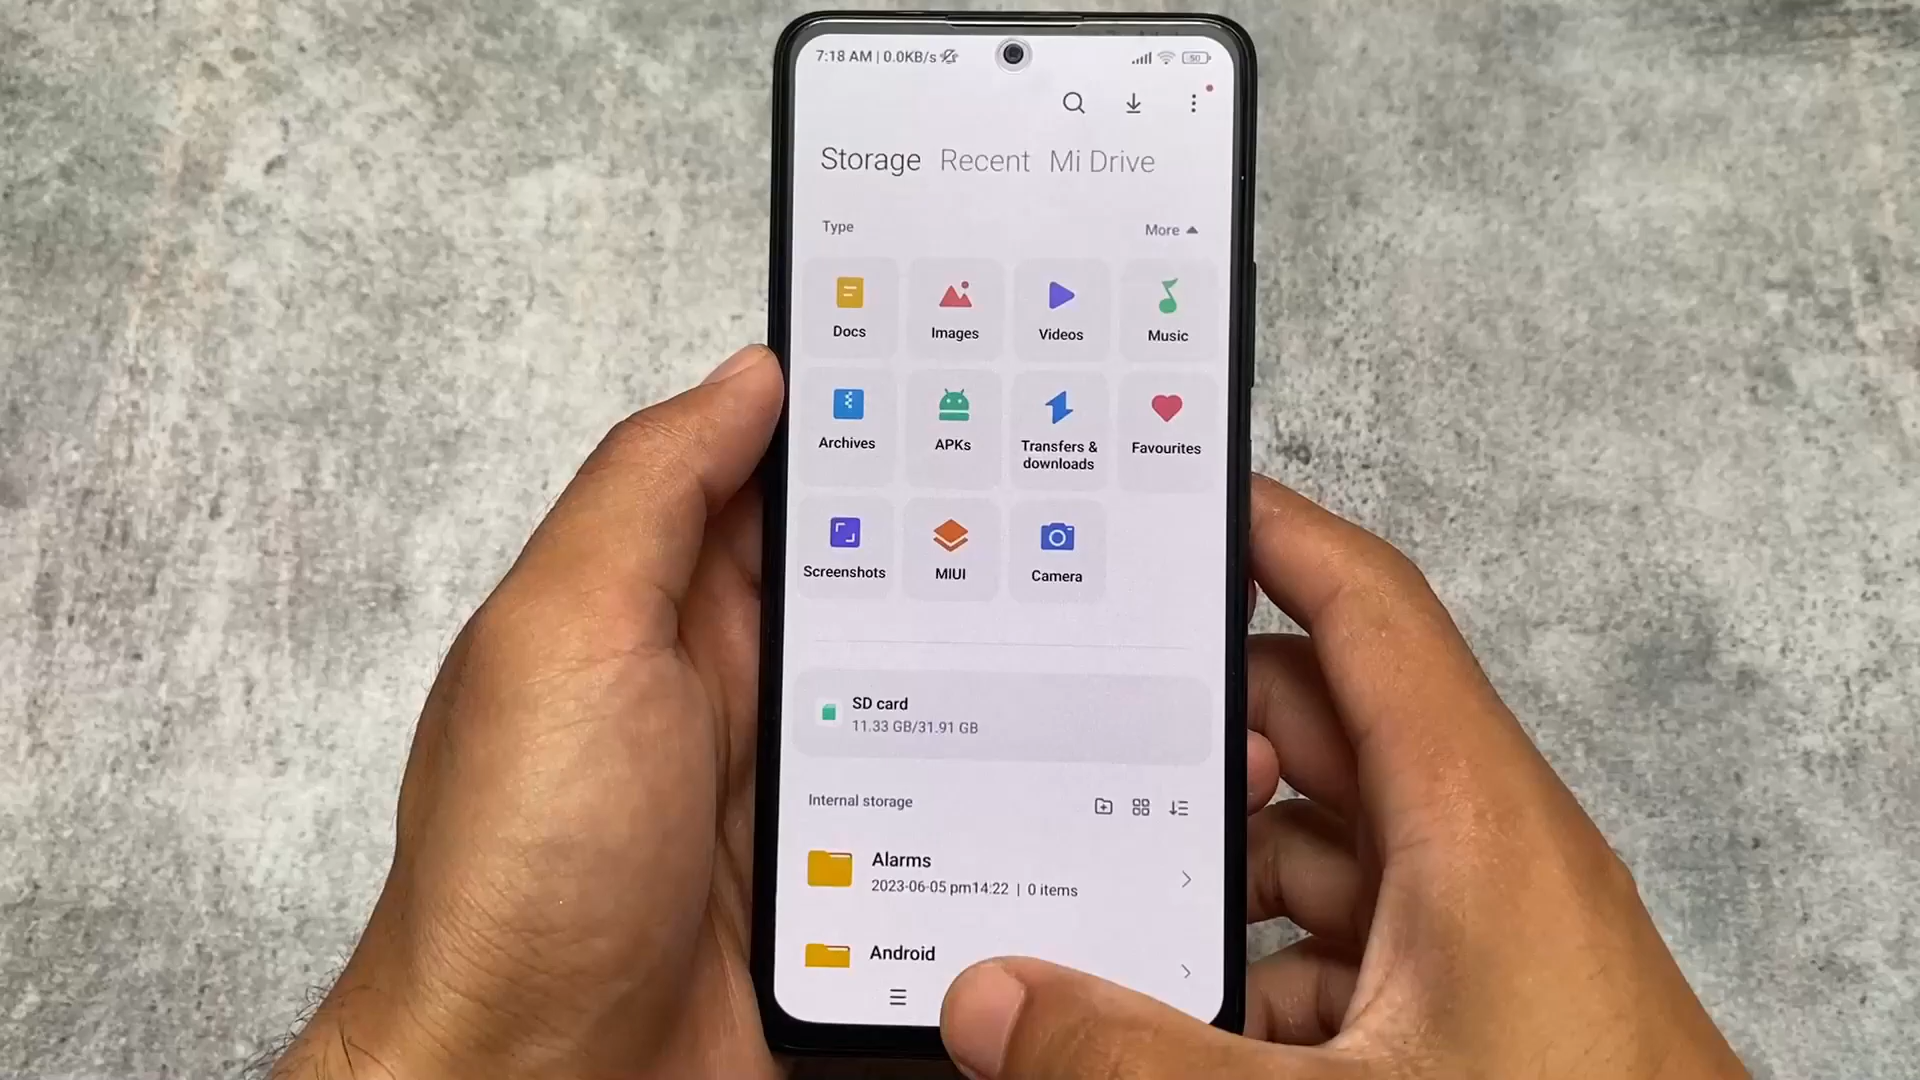 7:18 AM | 0.0KB/s
50
Storage Recent Mi Drive
Type More
Docs Images Videos Music
Archives APKs Transfers & downloads Favourites
Screenshots MIUI Camera
SD card
11.33 GB/31.91 GB
Internal storage
Alarms
2023-06-05 pm14:22 | 0 items
Android